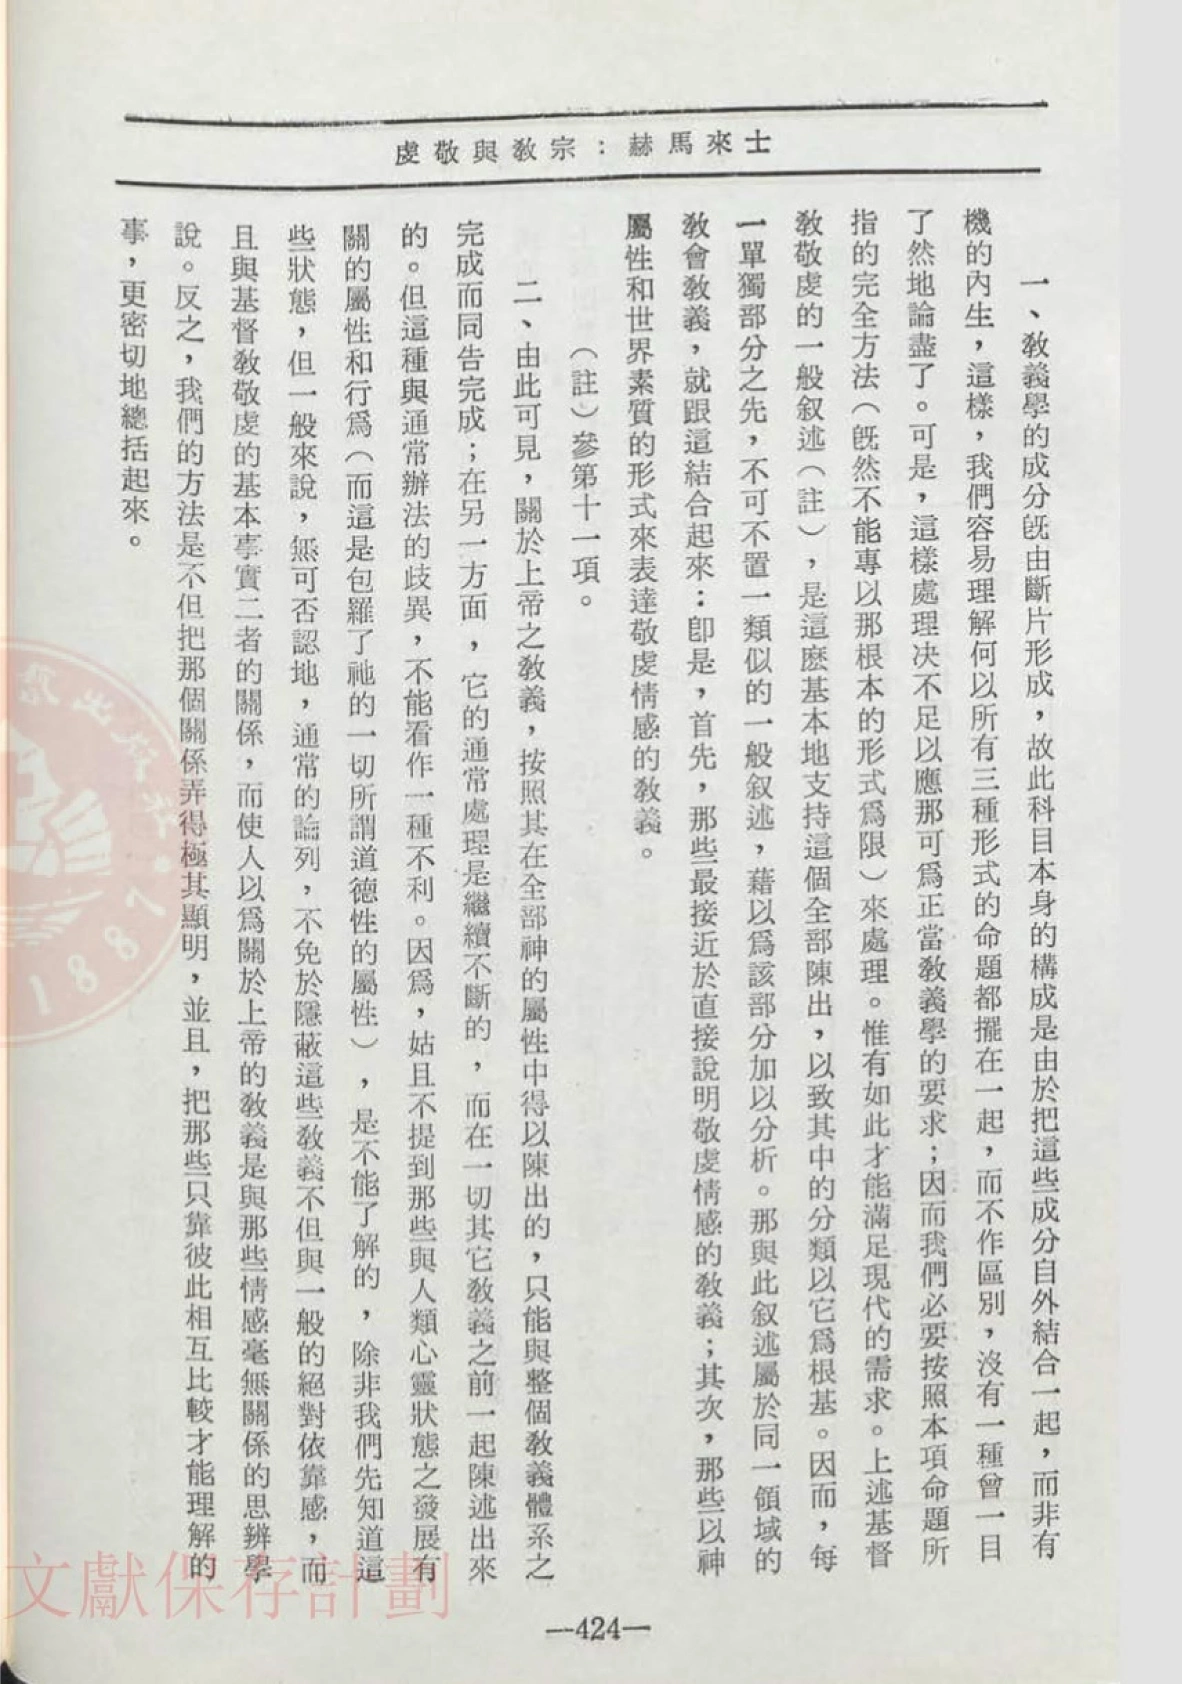 士來馬赫：宗教與敬虔
一、教義學的成分旣由斷片形成，故此科目本身的構成是由於把這些成分自外結合一起，而非有
機的內生，這樣，我們容易理解何以所有三種形式的命題都擺在一起，而不作區別，沒有一種曾一目
了然地論盡了。可是，這樣處理決不足以應那可爲正當教義學的要求；因而我們必要按照本項命題所
指的完全方法（旣然不能專以那根本的形式爲限）來處理。惟有如此才能滿足現代的需求。上述基督
教敬虔的一般叙述（註），是這麽基本地支持這個全部陳出，以致其中的分類以它爲根基。因而，每
一單獨部分之先，不可不置一類似的一般叙述，藉以爲該部分加以分析。那與此叙述屬於同一領域的
教會教義，就跟這結合起來：卽是，首先，那些最接近於直接說明敬虔情感的教義；其次，那些以神
屬性和世界素質的形式來表達敬虔情感的教義。
（註）參第十一項。
二、由此可見，關於上帝之教義，按照其在全部神的屬性中得以陳出的，只能與整個教義體系之
完成而同告完成；在另一方面，它的通常處理是繼續不斷的，而在一切其它教義之前一起陳述出來
的。但這種與通常辦法的歧異，不能看作一種不利。因爲，姑且不提到那些與人類心靈狀態之發展有
關的屬性和行爲（而這是包羅了祂的一切所謂道德性的屬性），是不能了解的，除非我們先知道這
些狀態，但一般來說，無可否認地，通常的論列，不免於隱蔽這些教義不但與一般的絕對依靠感，而
且與基督教敬虔的基本事實二者的關係，而使人以爲關於上帝的教義是與那些情感毫無關係的思辨學
說。反之，我們的方法是不但把那個關係弄得極其顯明，並且，把那些只靠彼此相互比較才能理解的
事，更密切地總括起來。
—424—
1887
文獻保存計劃